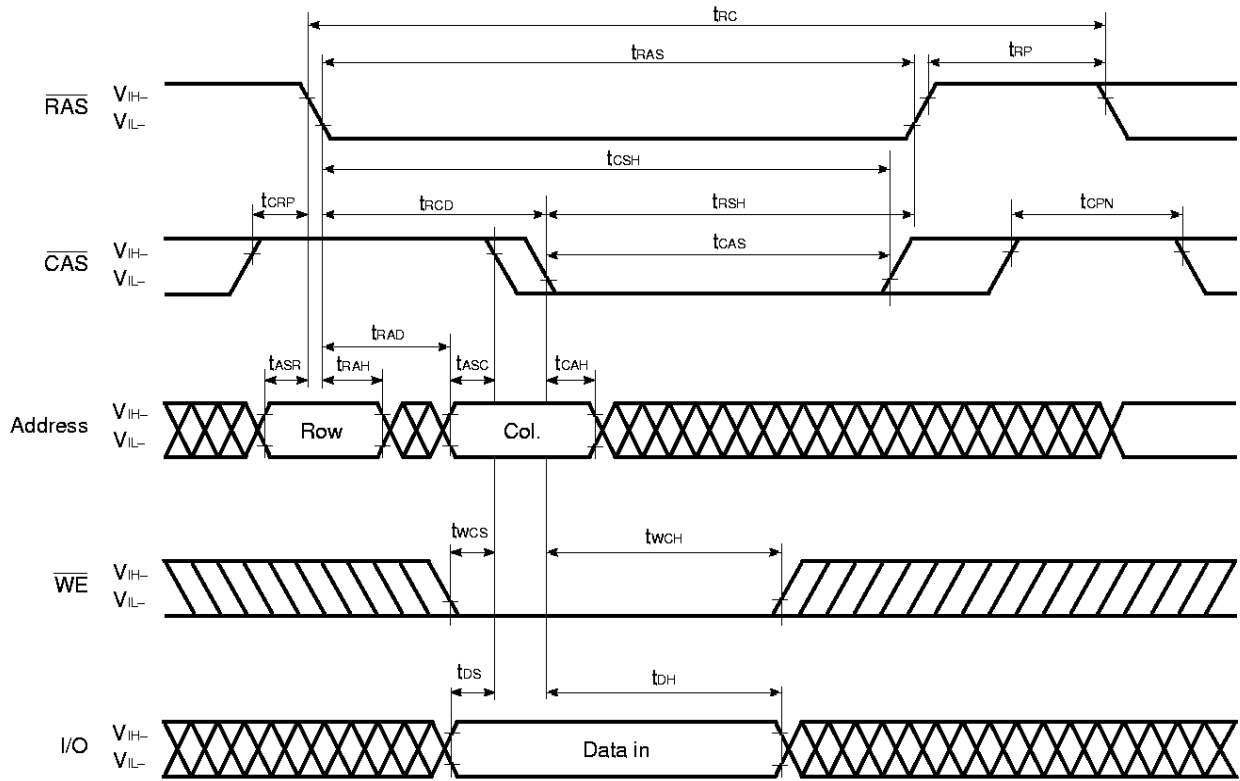 tRC
tRAS tRP
RAS VIH–
VIL–
tCSH
tCRP tRCD tRSH tCPN
CAS VIH–
VIL–
tCAS
tRAD
tASR tRAH tASC tCAH
Address VIH–
VIL–
Row Col.
tWCS tWCH
WE VIH–
VIL–
tDS tDH
I/O VIH–
VIL–
Data in